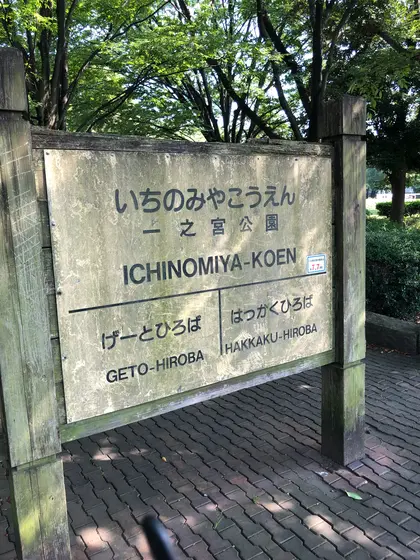 いちのみやこうえん
一之宮公園
ICHINOMIYA-KOEN
げーとひろば
GETO-HIROBA
はっかくひろば
HAKKAKU-HIROBA